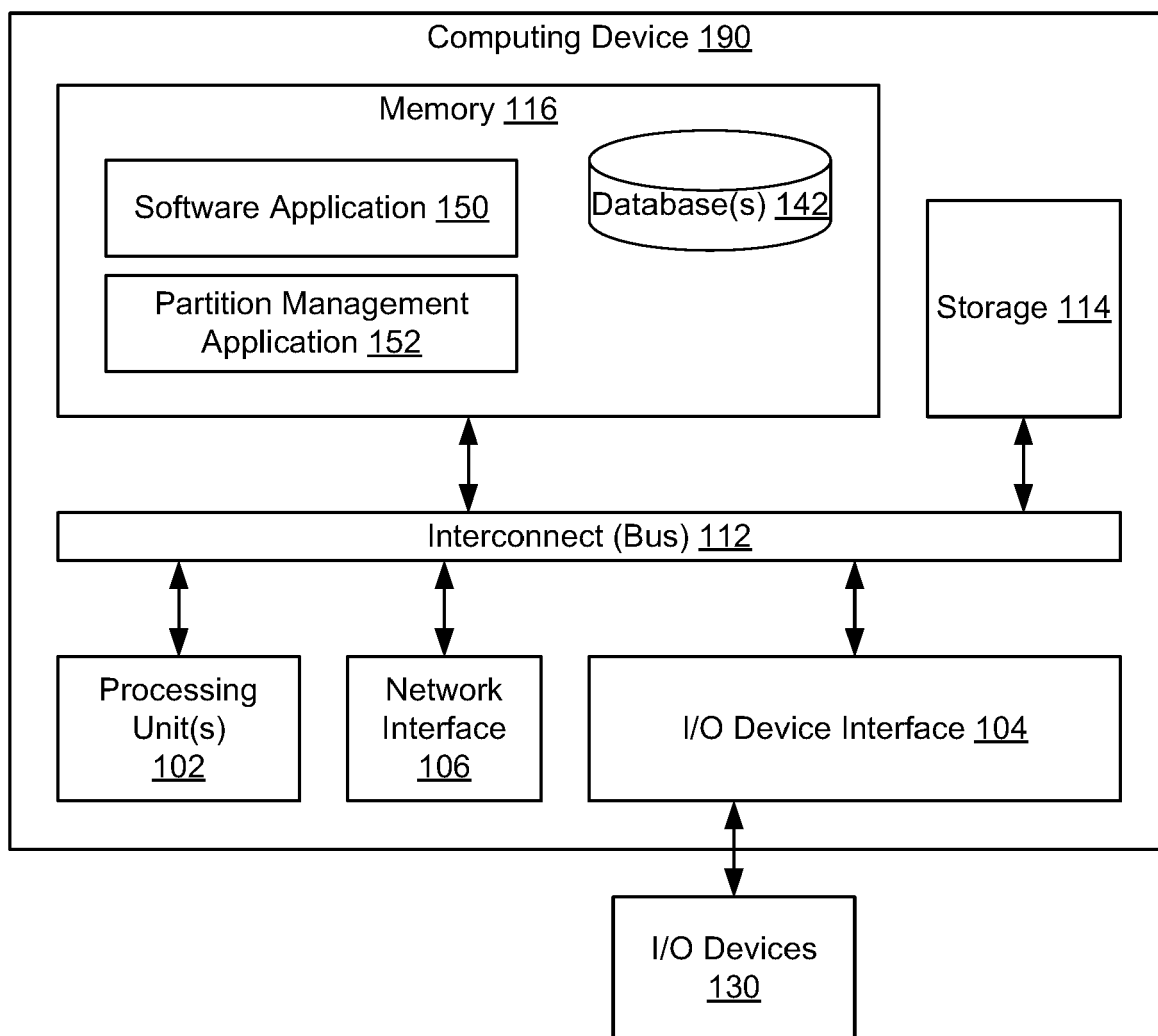 Computing Device 190
Memory 116
Software Application 150
Database(s) 142
Partition Management
Application 152
Storage 114
Interconnect (Bus) 112
Processing
Unit(s)
102
Network
Interface
106
I/O Device Interface 104
I/O Devices
130